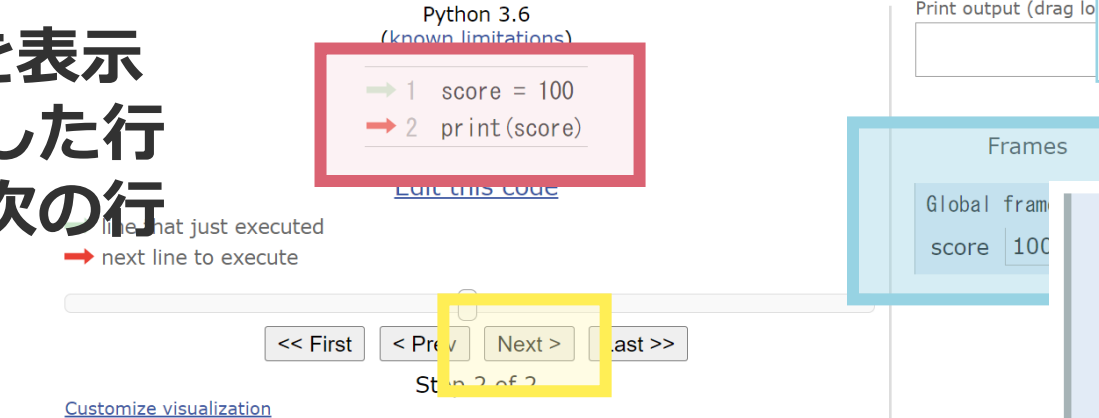 を表示
した行
次の行
Python 3.6
(known limitations)
1 score = 100
2 print(score)
Edit this code
line that just executed
next line to execute
<< First
< Prev
Next >
Last >>
Step 2 of 2
Customize visualization
Print output (drag lo
Frames
Global fram
score 100